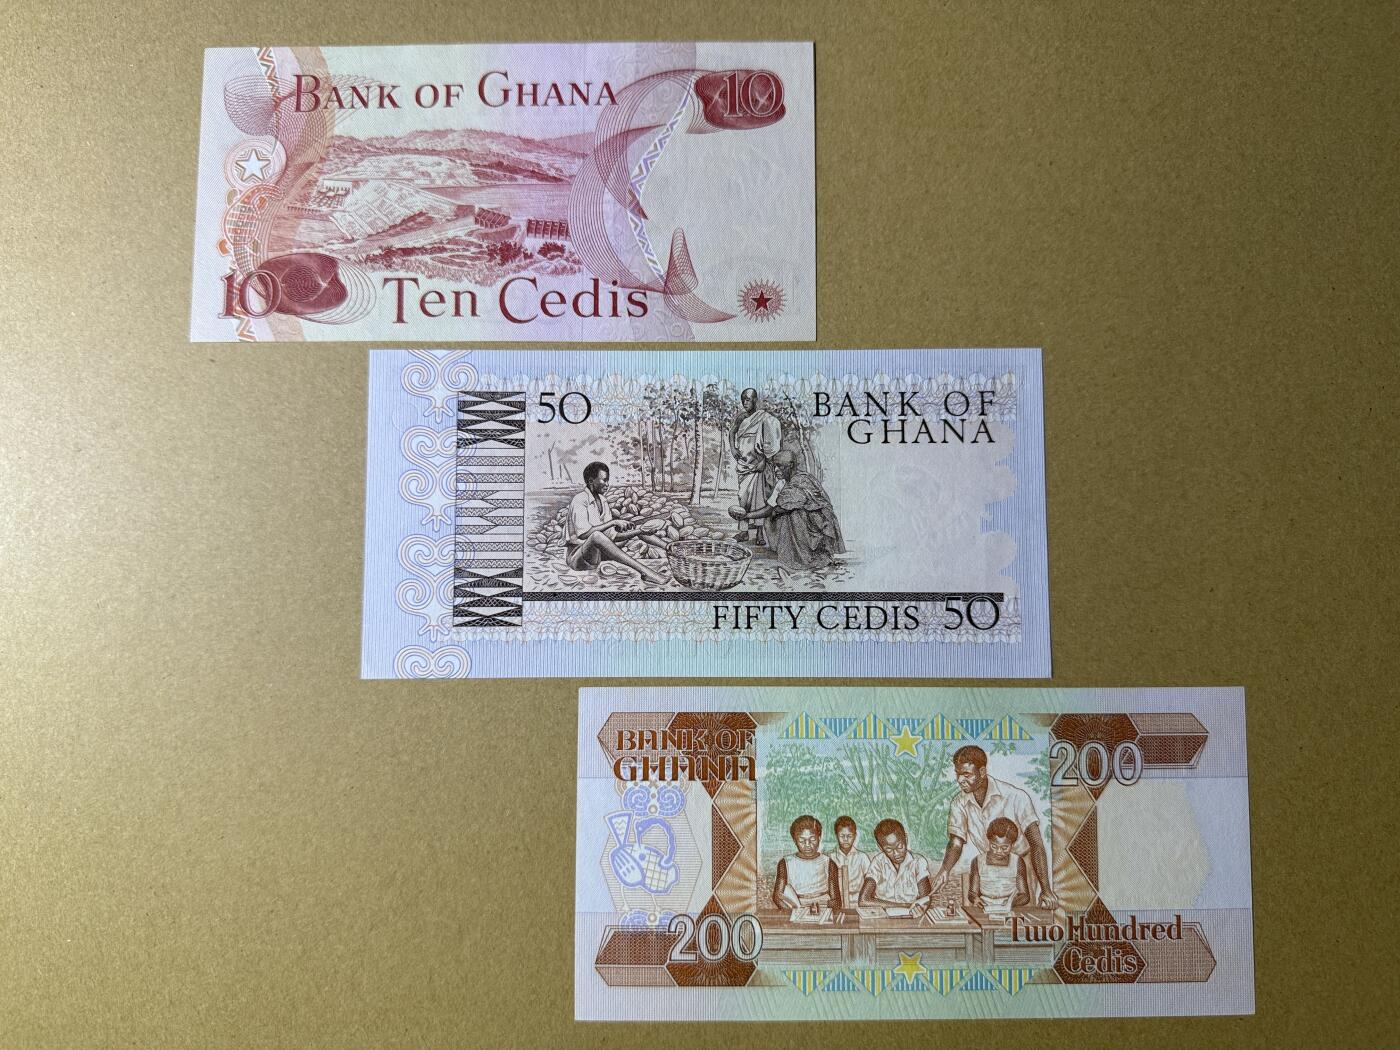 BANK OF GHANA
10
10
Ten Cedis
50
BANK OF
GHANA
FIFTY CEDIS 50
BANK OF
GHANA
200
200
Two Hundred
Cedis